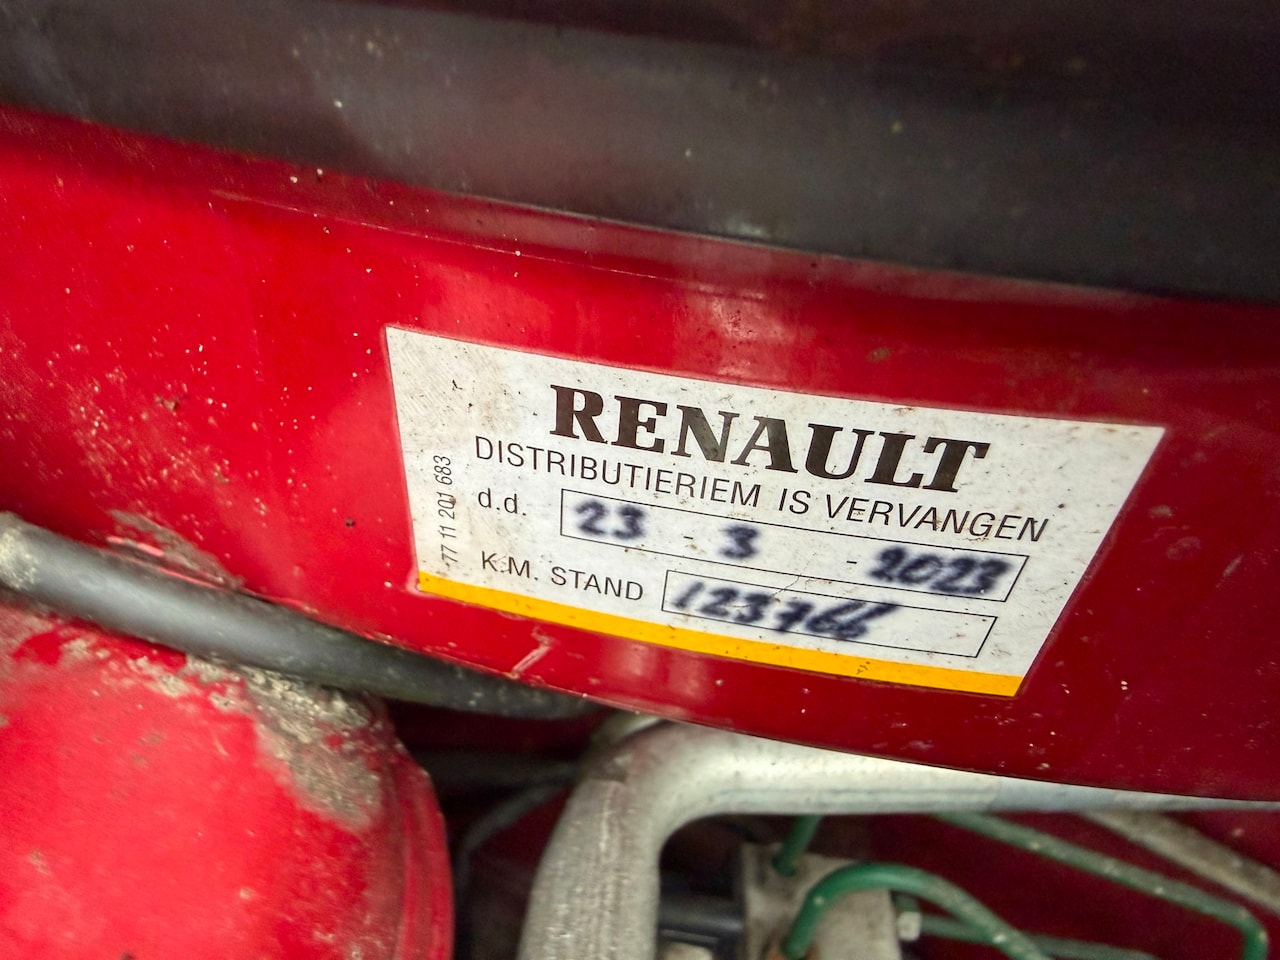 RENAULT
DISTRIBUTIERIEM IS VERVANGEN
d.d. 23 - 3 - 2023
K.M. STAND 123766
77 11 201 683